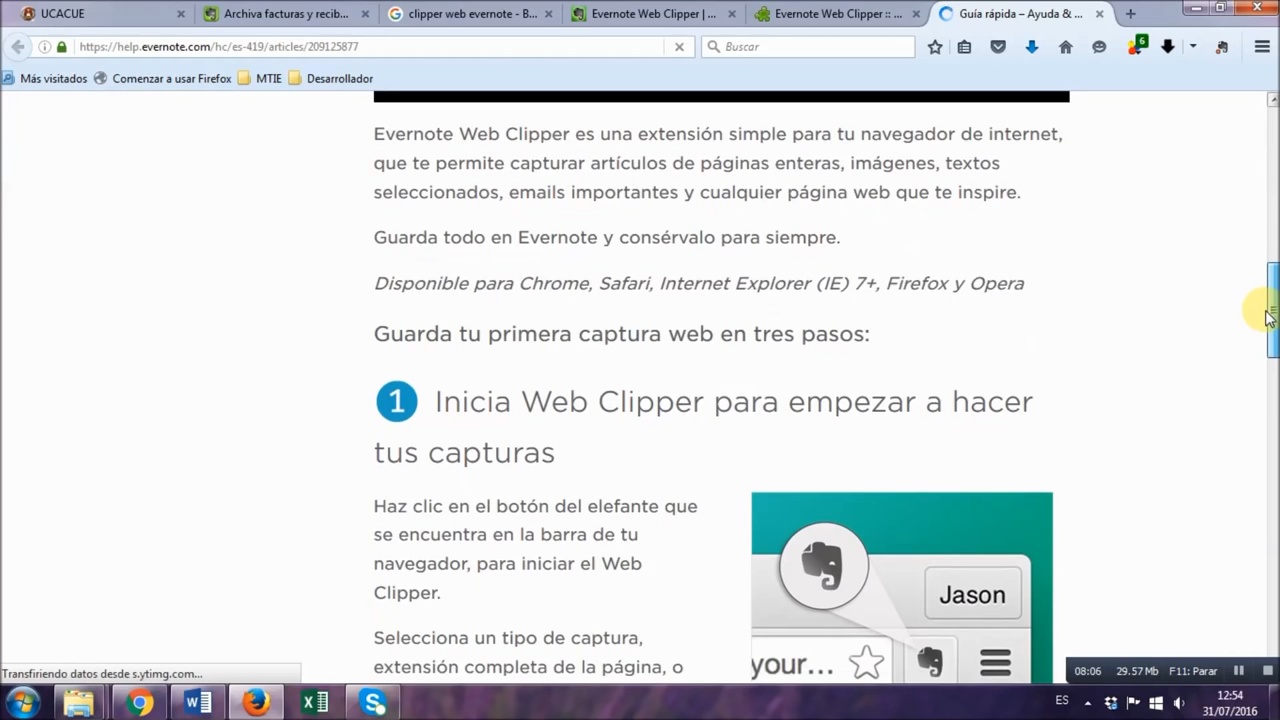 UCACUE
Archiva facturas y recib...
clipper web evernote - B...
Evernote Web Clipper | ...
Evernote Web Clipper :: ...
Guía rápida – Ayuda & ...
https://help.evernote.com/hc/es-419/articles/209125877
Buscar
6
Más visitados
Comenzar a usar Firefox
MTIE
Desarrollador
Evernote Web Clipper es una extensión simple para tu navegador de internet,
que te permite capturar artículos de páginas enteras, imágenes, textos
seleccionados, emails importantes y cualquier página web que te inspire.
Guarda todo en Evernote y consérvalo para siempre.
Disponible para Chrome, Safari, Internet Explorer (IE) 7+, Firefox y Opera
Guarda tu primera captura web en tres pasos:
1 Inicia Web Clipper para empezar a hacer
tus capturas
Haz clic en el botón del elefante que
se encuentra en la barra de tu
navegador, para iniciar el Web
Clipper.
Selecciona un tipo de captura,
extensión completa de la página, o
Jason
your...
Transfiriendo datos desde s.ytimg.com...
08:06
29.57 Mb
F11: Parar
ES
12:54
31/07/2016